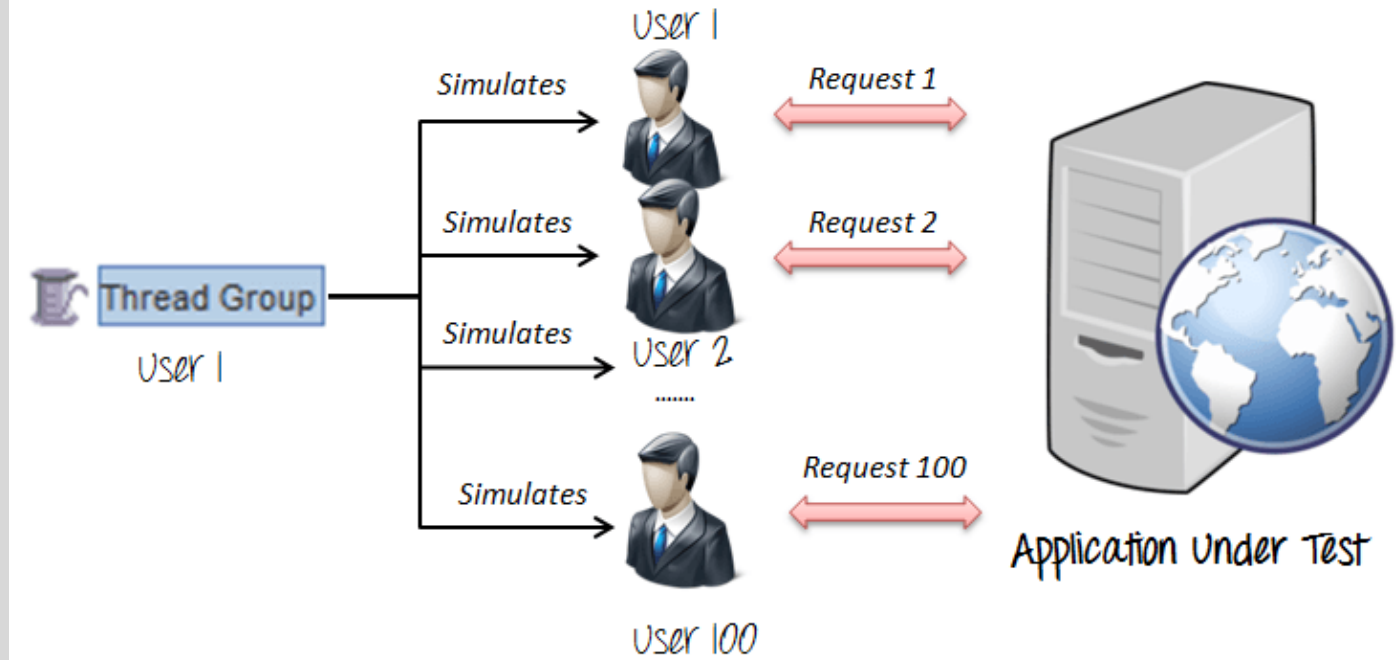 User 1
Simulates
Request 1
Simulates
Request 2
Thread Group
User 1
Simulates
User 2
.......
Simulates
Request 100
Application Under Test
User 100